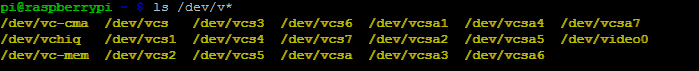 pi@raspberrypi ~ $ ls /dev/v*
/dev/vc-cma /dev/vcs /dev/vcs3 /dev/vcs6 /dev/vcsa1 /dev/vcsa4 /dev/vcsa7
/dev/vchiq /dev/vcs1 /dev/vcs4 /dev/vcs7 /dev/vcsa2 /dev/vcsa5 /dev/video0
/dev/vc-mem /dev/vcs2 /dev/vcs5 /dev/vcsa /dev/vcsa3 /dev/vcsa6